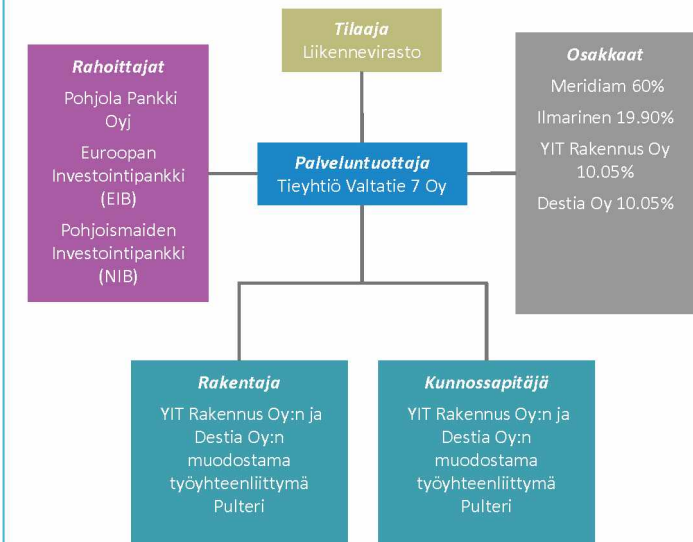 Tilaaja
Liikennevirasto
Rahoittajat
Pohjola Pankki
Oyj
Euroopan
Investointipankki
(EIB)
Pohjoismaiden
Investointipankki
(NIB)
Palveluntuottaja
Tieyhtiö Valtatie 7 Oy
Osakkaat
Meridiam 60%
Ilmarinen 19.90%
YIT Rakennus Oy
10.05%
Destia Oy 10.05%
Rakentaja
YIT Rakennus Oy:n ja
Destia Oy:n
muodostama
työyhteenliittymä
Pulteri
Kunnossapitäjä
YIT Rakennus Oy:n ja
Destia Oy:n
muodostama
työyhteenliittymä
Pulteri